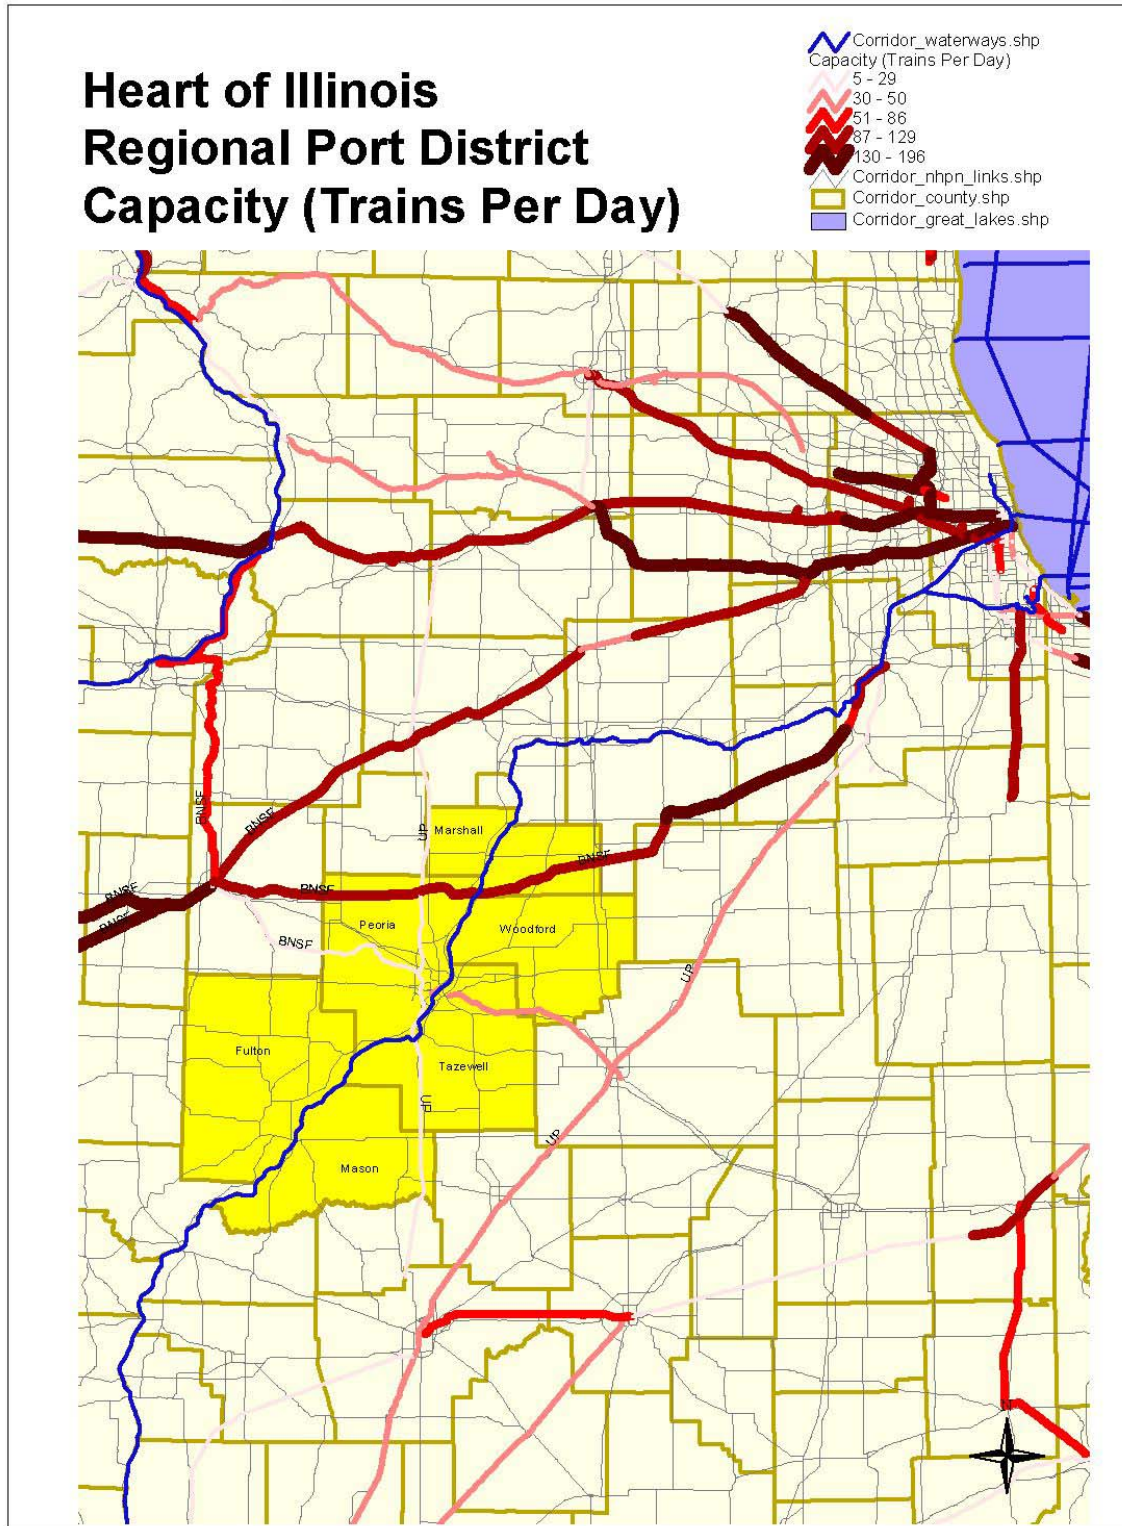 Heart of Illinois
Regional Port District
Capacity (Trains Per Day)
Corridor_waterways.shp
Capacity (Trains Per Day)
5 - 29
30 - 50
51 - 86
87 - 129
130 - 196
Corridor_nhpn_links.shp
Corridor_county.shp
Corridor_great_lakes.shp
BNSF
BNSF
UP
Marshall
BNSF
BNSF
BNSF
BNSF
Peoria
Woodford
BNSF
UP
Fulton
Tazewell
UP
UP
Mason
N